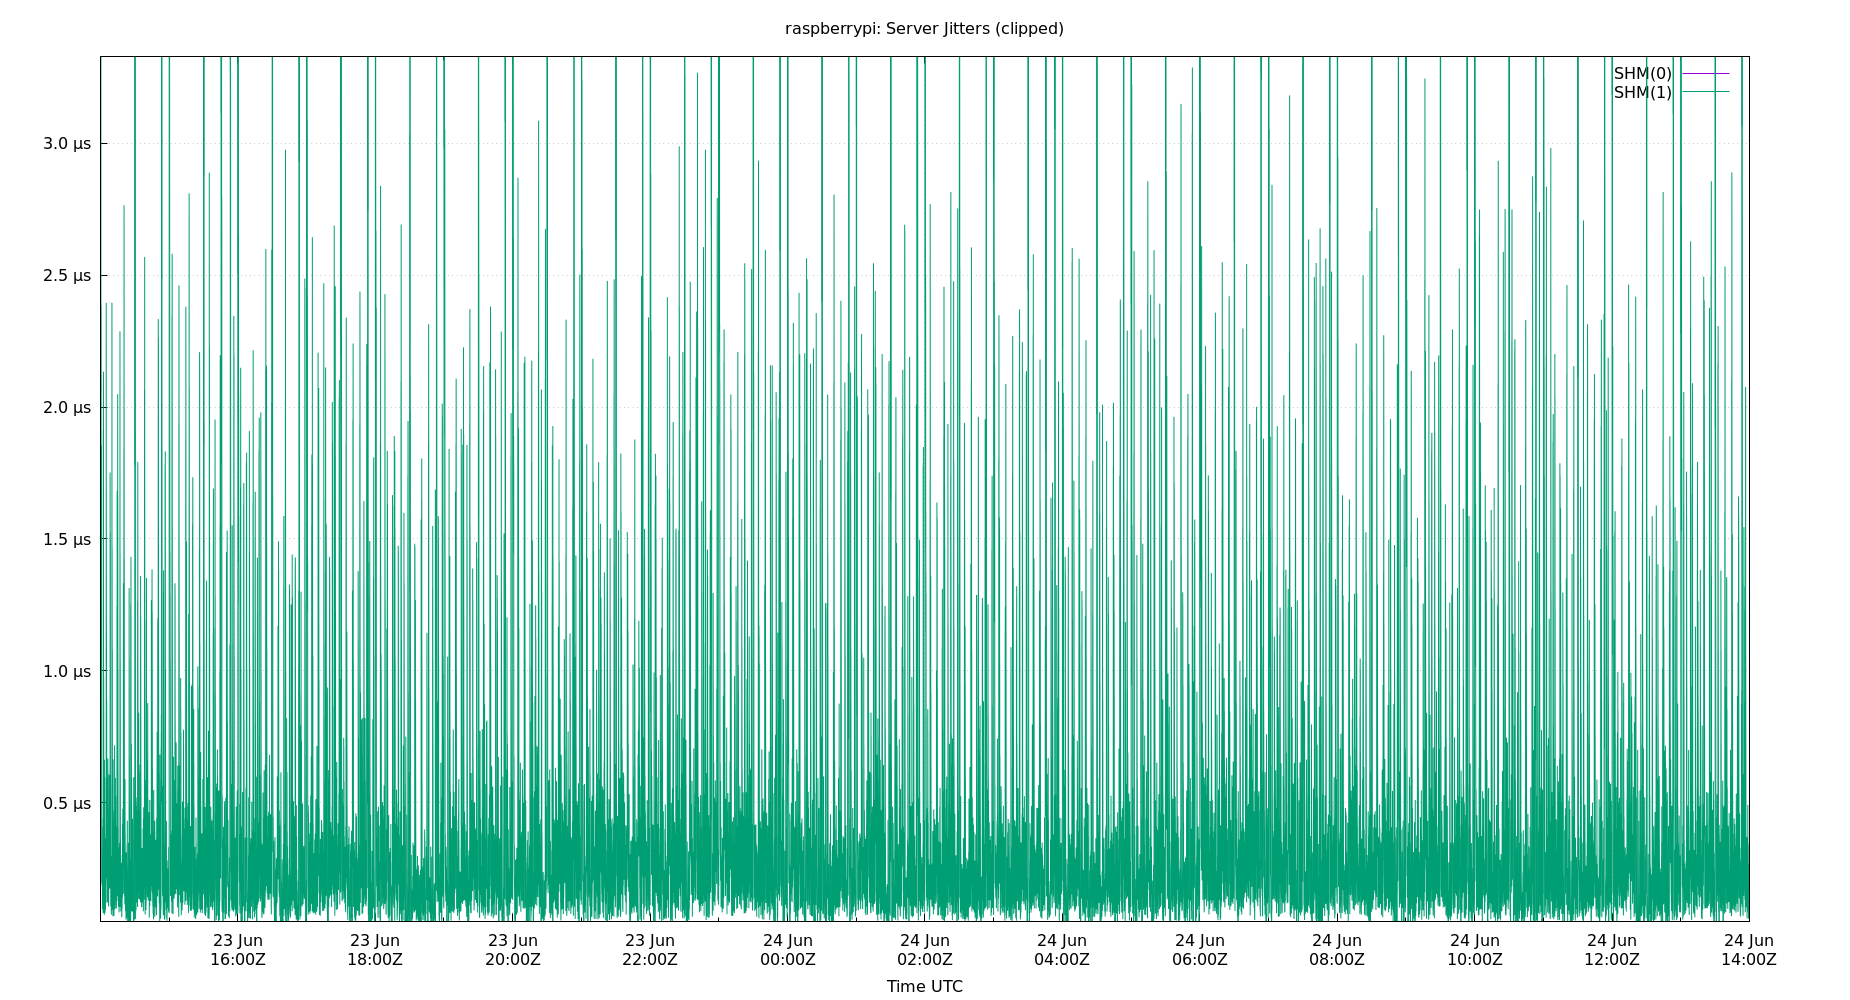 raspberrypi: Server Jitters (clipped)
SHM(0)
SHM(1)
3.0 µs
2.5 µs
2.0 µs
1.5 µs
1.0 µs
0.5 µs
23 Jun 23 Jun 23 Jun 23 Jun 24 Jun 24 Jun 24 Jun 24 Jun 24 Jun 24 Jun 24 Jun 24 Jun
16:00Z 18:00Z 20:00Z 22:00Z 00:00Z 02:00Z 04:00Z 06:00Z 08:00Z 10:00Z 12:00Z 14:00Z
Time UTC